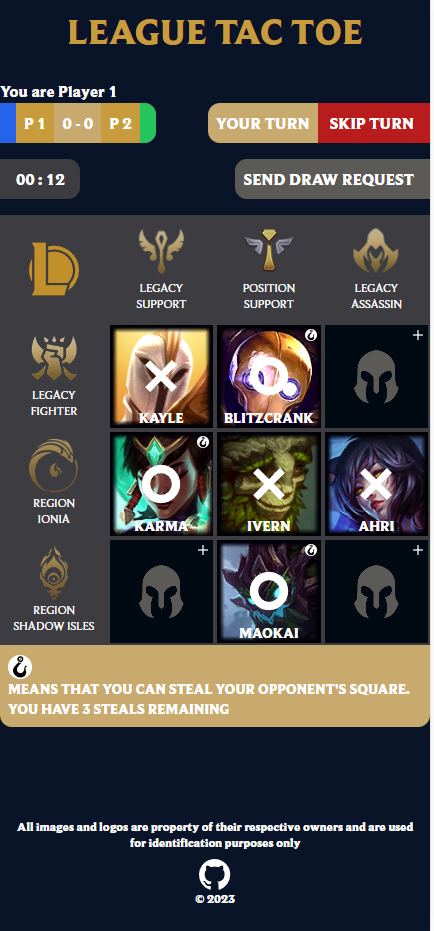 LEAGUE TAC TOE
You are Player 1
P 1 0 - 0 P 2 YOUR TURN SKIP TURN
00 : 12 SEND DRAW REQUEST
LEGACY
SUPPORT
POSITION
SUPPORT
LEGACY
ASSASSIN
LEGACY
FIGHTER
KAYLE
BLITZCRANK
+
REGION
IONIA
KARMA
IVERN
AHRI
REGION
SHADOW ISLES
+
MAOKAI
+
MEANS THAT YOU CAN STEAL YOUR OPPONENT'S SQUARE.
YOU HAVE 3 STEALS REMAINING
All images and logos are property of their respective owners and are used
for identification purposes only
© 2023